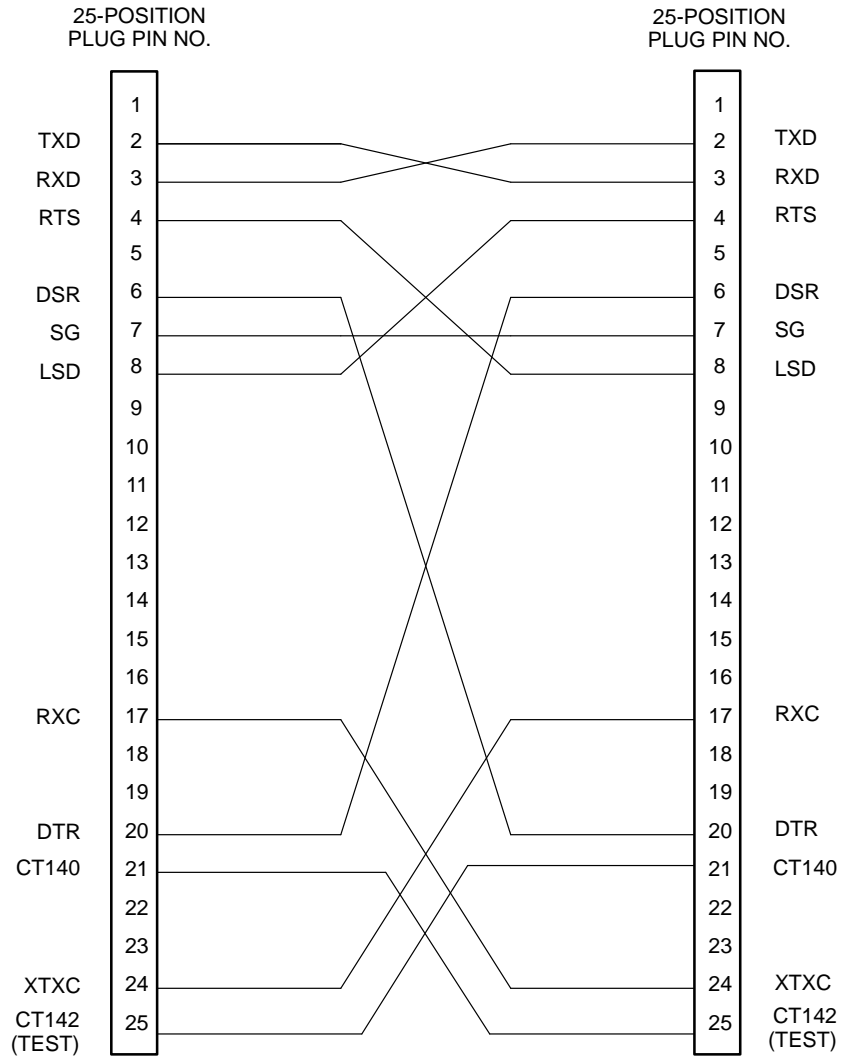 25-POSITION
PLUG PIN NO.
25-POSITION
PLUG PIN NO.
1 1
TXD 2 2 TXD
RXD 3 3 RXD
RTS 4 4 RTS
5 5
DSR 6 6 DSR
SG 7 7 SG
LSD 8 8 LSD
9 9
10 10
11 11
12 12
13 13
14 14
15 15
16 16
RXC 17 17 RXC
18 18
19 19
DTR 20 20 DTR
CT140 21 21 CT140
22 22
23 23
XTXC 24 24 XTXC
CT142 25 25 CT142
(TEST) (TEST)